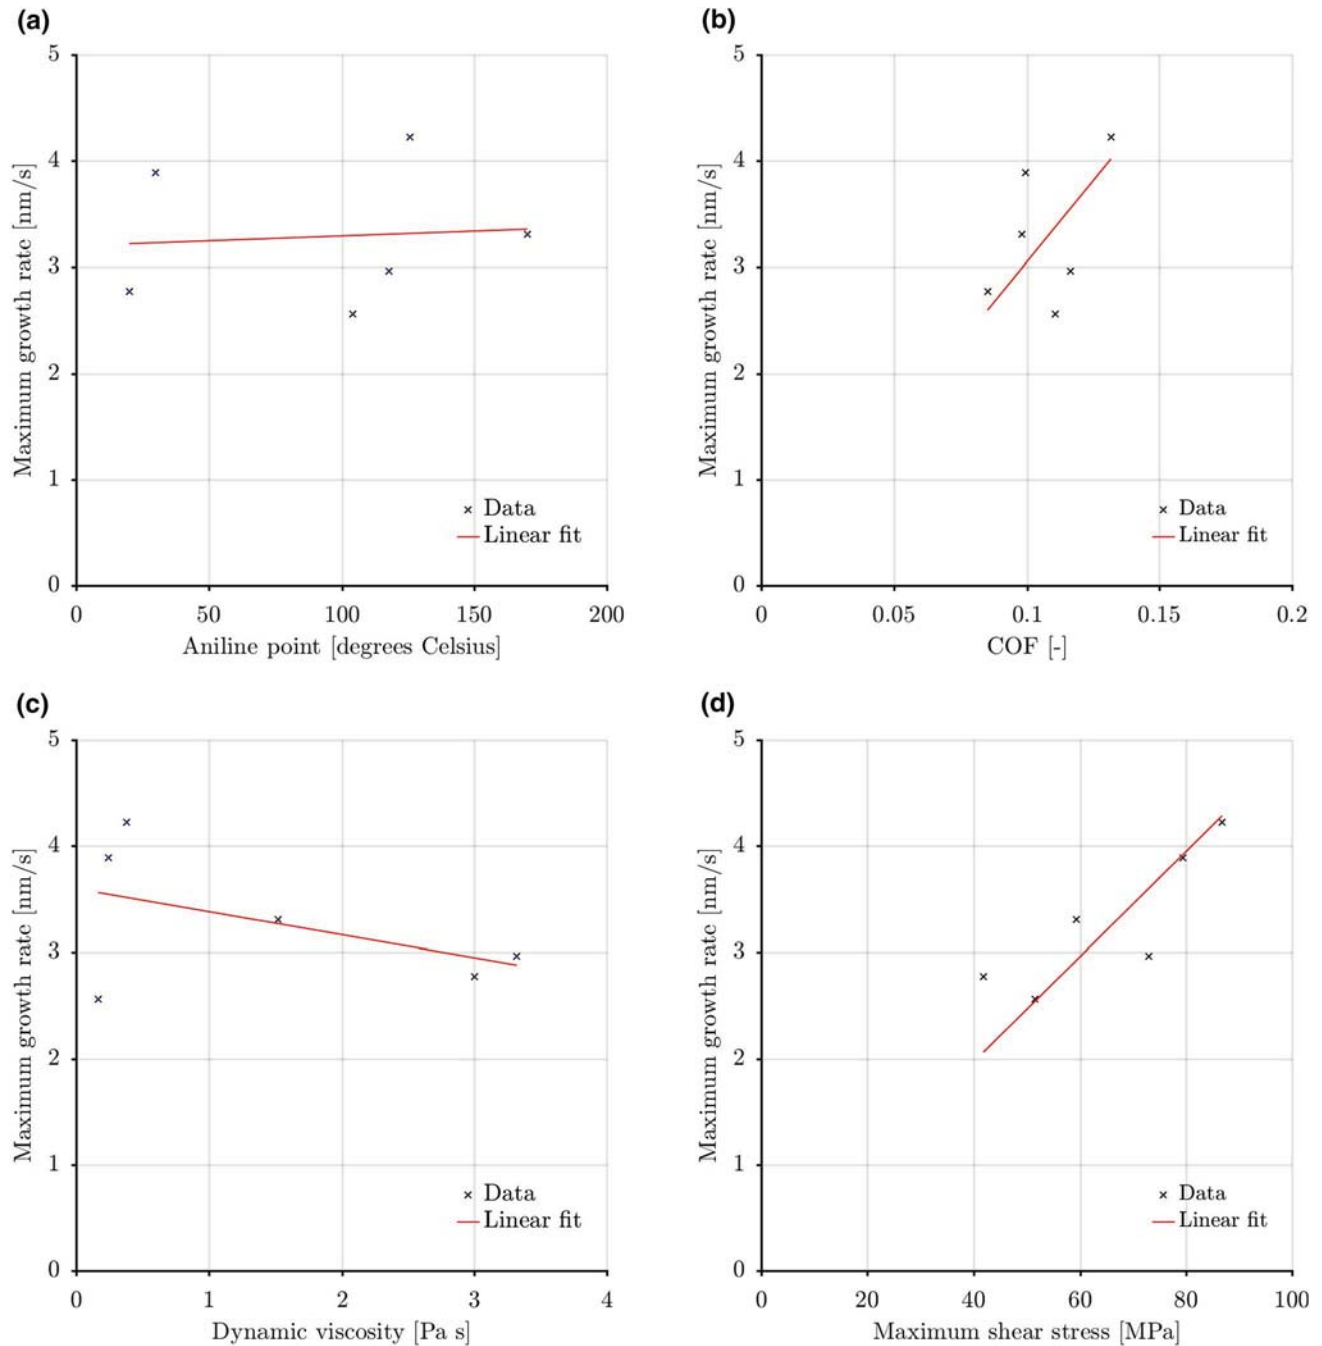 (a)
5
4
3
2
1
0
Maximum growth rate [nm/s]
Data
Linear fit
0 50 100 150 200
Aniline point [degrees Celsius]
(b)
5
4
3
2
1
0
Maximum growth rate [nm/s]
Data
Linear fit
0 0.05 0.1 0.15 0.2
COF [-]
(c)
5
4
3
2
1
0
Maximum growth rate [nm/s]
Data
Linear fit
0 1 2 3 4
Dynamic viscosity [Pa s]
(d)
5
4
3
2
1
0
Maximum growth rate [nm/s]
Data
Linear fit
0 20 40 60 80 100
Maximum shear stress [MPa]